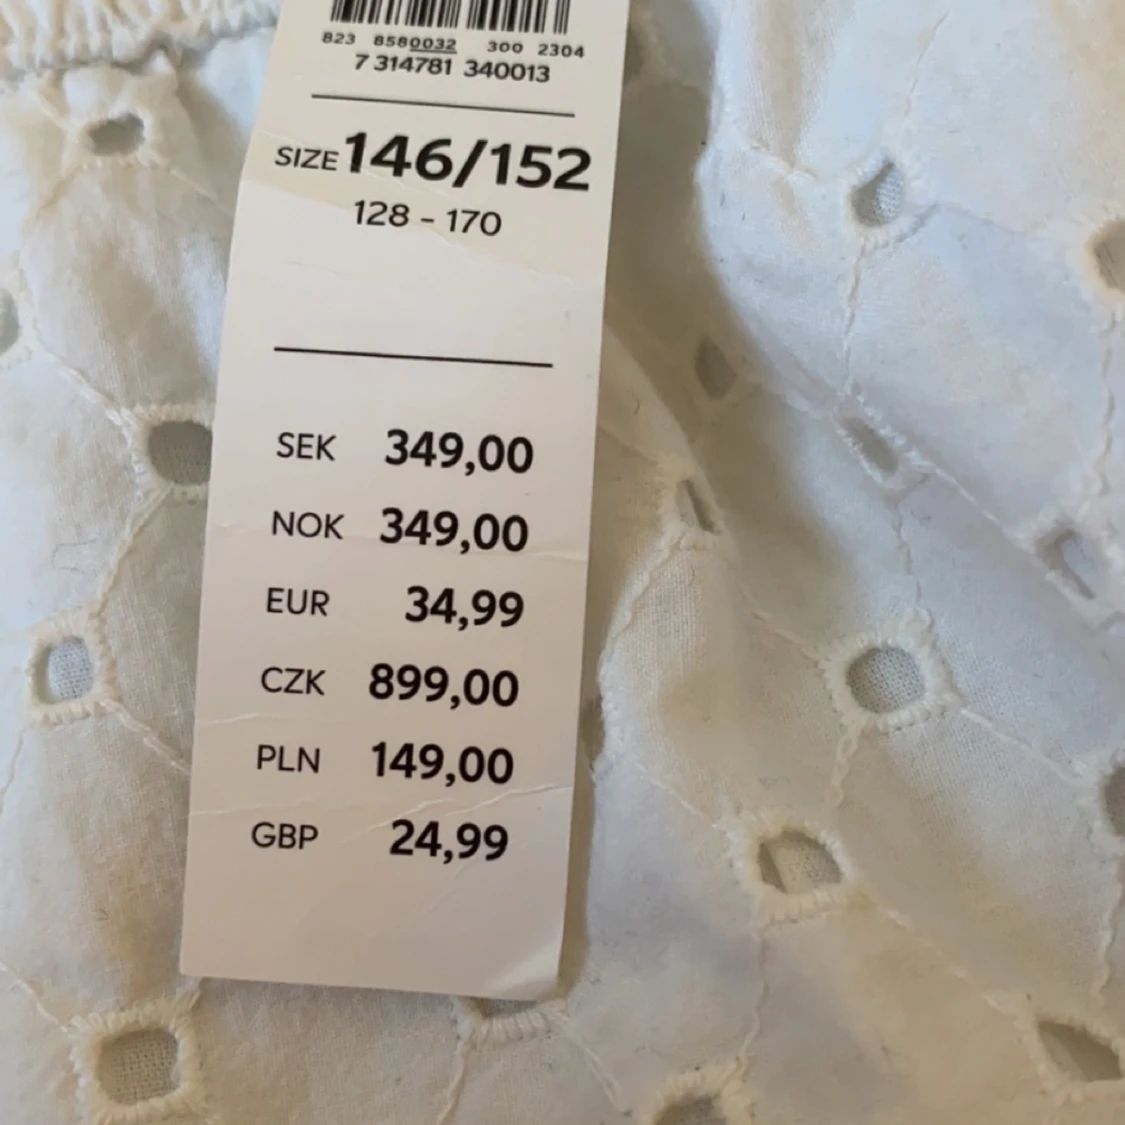 823 8580032 300 2304
7 314781 340013
SIZE 146/152
128 - 170
SEK 349,00
NOK 349,00
EUR 34,99
CZK 899,00
PLN 149,00
GBP 24,99